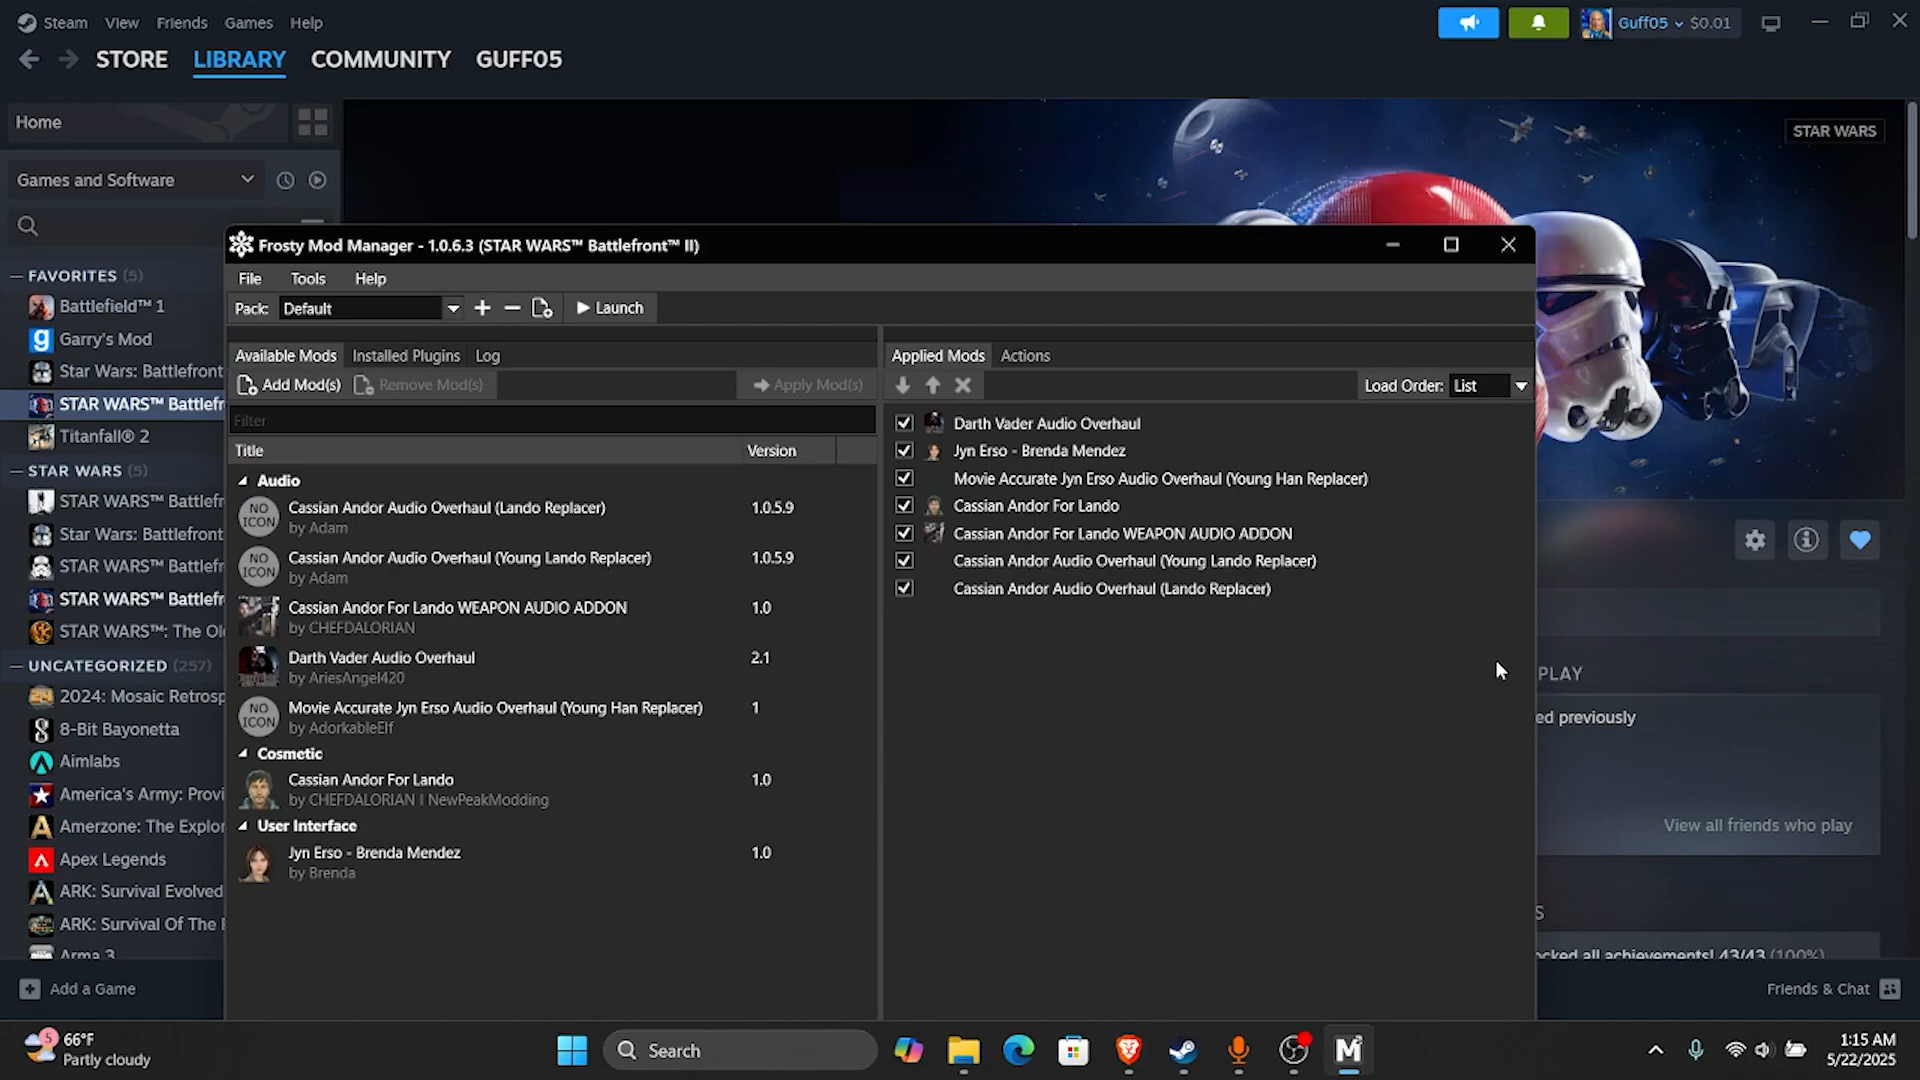 Steam View Friends Games Help
Guff05 $0.01
STORE LIBRARY COMMUNITY GUFF05
Home
STAR WARS
Games and Software
FAVORITES (5)
Battlefield™ 1
Garry's Mod
Star Wars: Battlefront
STAR WARS™ Battlefr
Titanfall® 2
STAR WARS (5)
STAR WARS™ Battlefr
Star Wars: Battlefront
STAR WARS™ Battlefr
STAR WARS™ Battlefr
STAR WARS™: The Ol
UNCATEGORIZED (257)
2024: Mosaic Retrosp
8-Bit Bayonetta
Aimlabs
America's Army: Provi
Amerzone: The Explor
Apex Legends
ARK: Survival Evolved
ARK: Survival Of The F
Arma 3
Add a Game
Frosty Mod Manager - 1.0.6.3 (STAR WARS™ Battlefront™ II)
File Tools Help
Pack: Default Launch
Available Mods Installed Plugins Log
Add Mod(s) Remove Mod(s) Apply Mod(s)
Filter
Title Version
Audio
NO ICON
Cassian Andor Audio Overhaul (Lando Replacer) 1.0.5.9
by Adam
NO ICON
Cassian Andor Audio Overhaul (Young Lando Replacer) 1.0.5.9
by Adam
Cassian Andor For Lando WEAPON AUDIO ADDON 1.0
by CHEFDALORIAN
Darth Vader Audio Overhaul 2.1
by AriesAngel420
NO ICON
Movie Accurate Jyn Erso Audio Overhaul (Young Han Replacer) 1
by AdorkableElf
Cosmetic
Cassian Andor For Lando 1.0
by CHEFDALORIAN | NewPeakModding
User Interface
Jyn Erso - Brenda Mendez 1.0
by Brenda
Applied Mods Actions
Load Order: List
Darth Vader Audio Overhaul
Jyn Erso - Brenda Mendez
Movie Accurate Jyn Erso Audio Overhaul (Young Han Replacer)
Cassian Andor For Lando
Cassian Andor For Lando WEAPON AUDIO ADDON
Cassian Andor Audio Overhaul (Young Lando Replacer)
Cassian Andor Audio Overhaul (Lando Replacer)
PLAY
ed previously
View all friends who play
S
ocked all achievements! 43/43 (100%)
Friends & Chat
5
66°F
Partly cloudy
Search
1:15 AM
5/22/2025